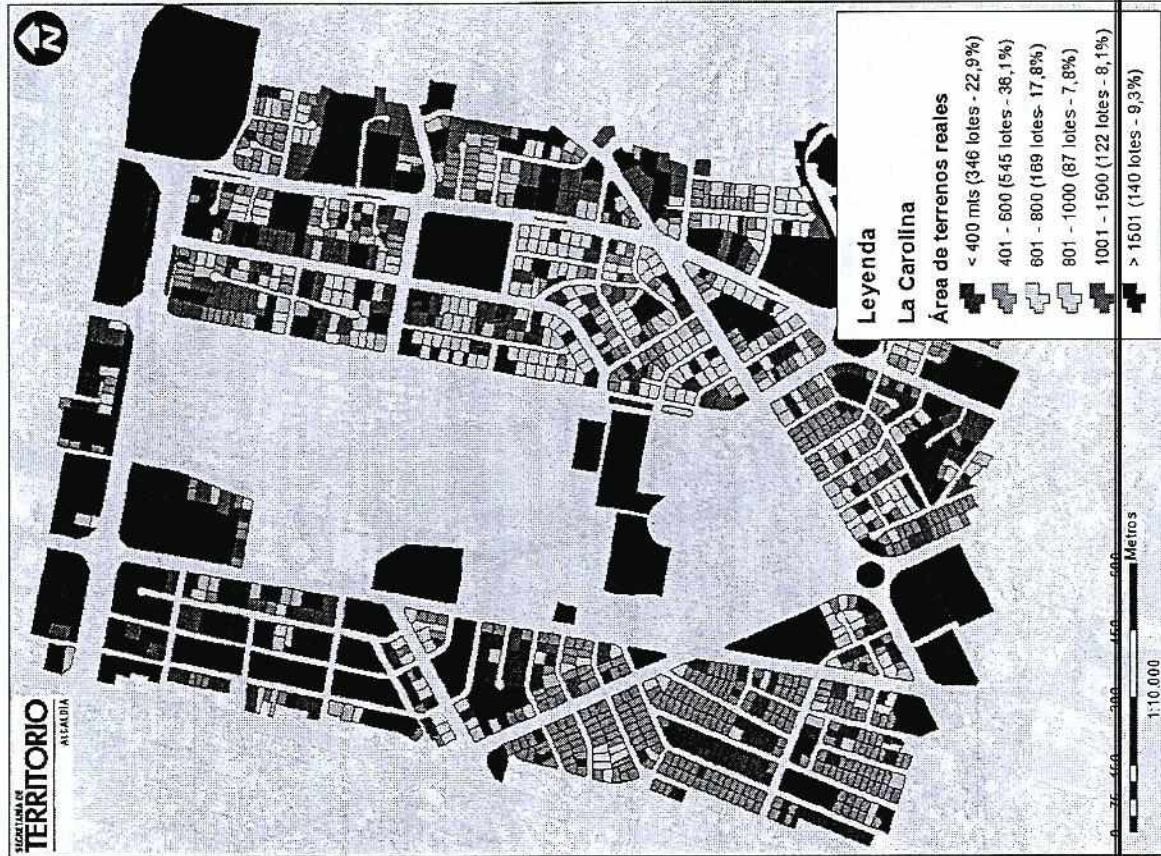 SECRETARÍA DE
TERRITORIO
ALCALDÍA
N
Leyenda
La Carolina
Área de terrenos reales
< 400 mts (346 lotes - 22,9%)
401 - 600 (545 lotes - 36,1%)
601 - 800 (169 lotes- 17,8%)
801 - 1000 (87 lotes - 7,8%)
1001 - 1500 (122 lotes - 8,1%)
> 1501 (140 lotes - 9,3%)
0 75 150 300 450 600
Metros
1:10.000